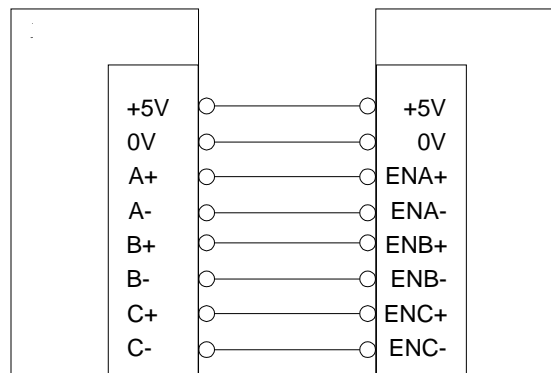 +5V +5V
0V 0V
A+ ENA+
A- ENA-
B+ ENB+
B- ENB-
C+ ENC+
C- ENC-